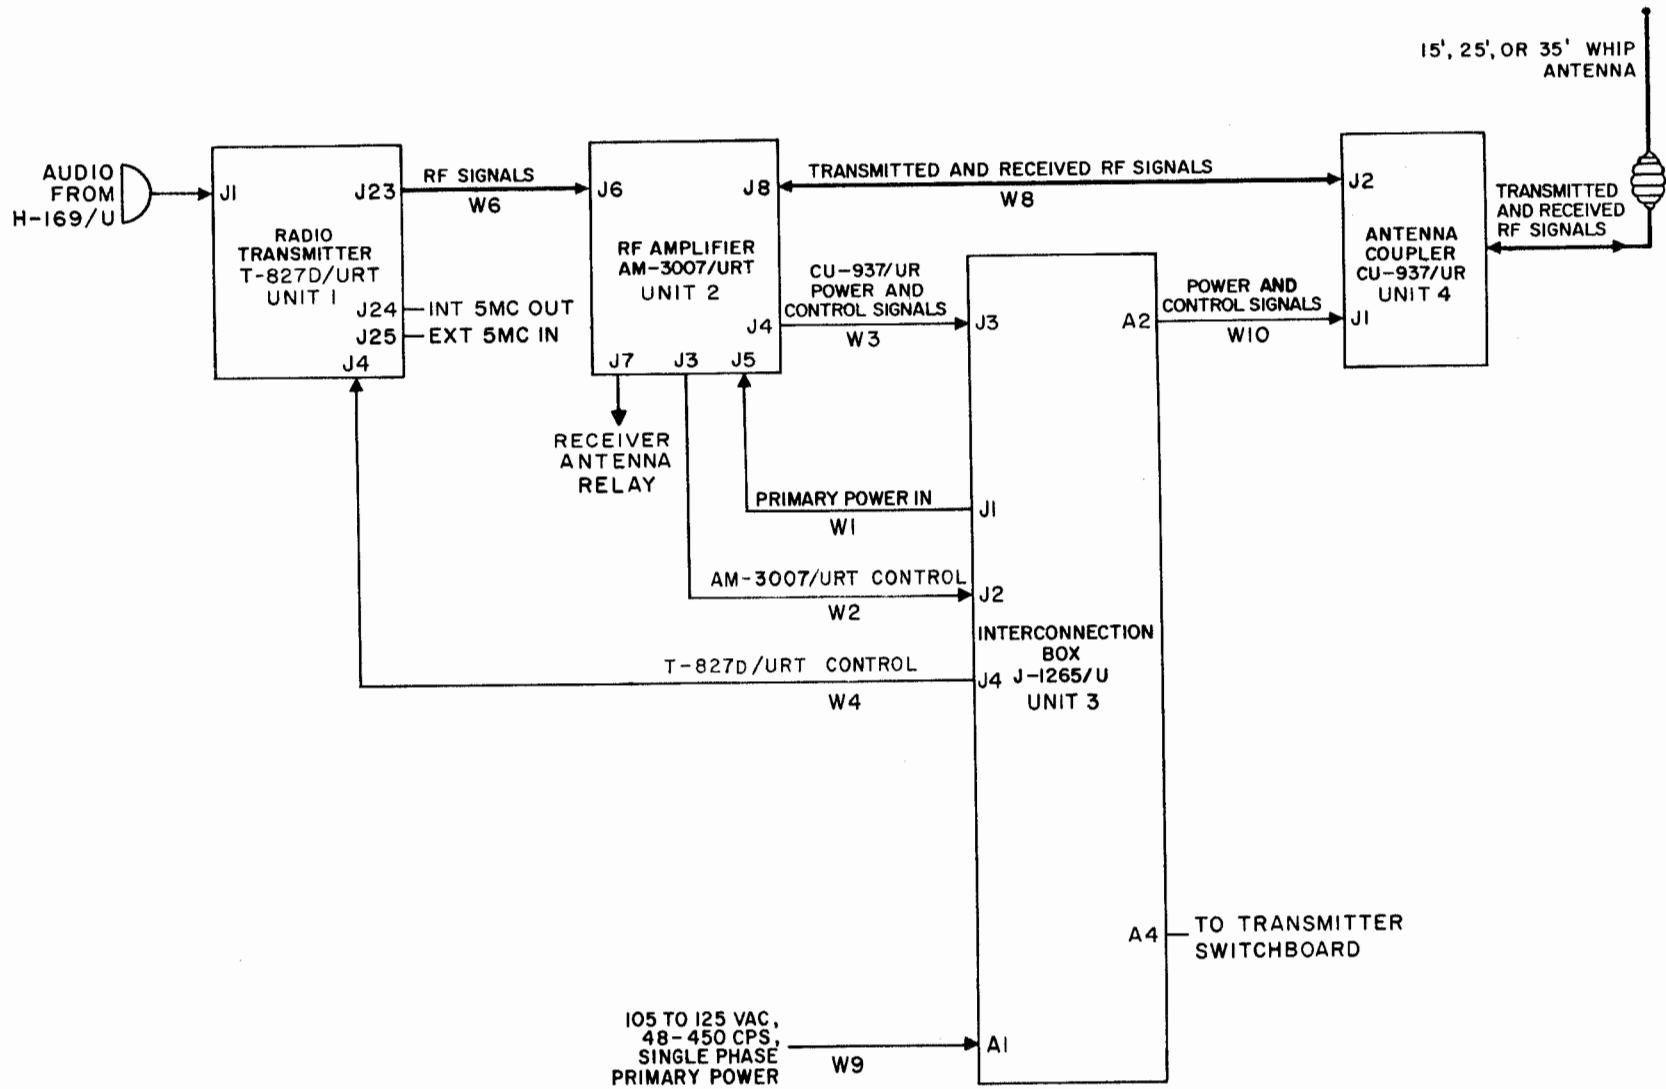 15', 25', OR 35' WHIP
ANTENNA
AUDIO
FROM
H-169/U
J1
J23
RADIO
TRANSMITTER
T-827D/URT
UNIT 1
J24
INT 5MC OUT
J25
EXT 5MC IN
J4
RF SIGNALS
W6
J6
J8
RF AMPLIFIER
AM-3007/URT
UNIT 2
J4
J7
J3
J5
RECEIVER
ANTENNA
RELAY
TRANSMITTED AND RECEIVED RF SIGNALS
W8
CU-937/UR
POWER AND
CONTROL SIGNALS
W3
J3
A2
POWER AND
CONTROL SIGNALS
W10
J2
ANTENNA
COUPLER
CU-937/UR
UNIT 4
J1
TRANSMITTED
AND RECEIVED
RF SIGNALS
PRIMARY POWER IN
W1
J1
AM-3007/URT CONTROL
W2
J2
INTERCONNECTION
BOX
J-1265/U
UNIT 3
T-827D/URT CONTROL
W4
J4
A4
TO TRANSMITTER
SWITCHBOARD
105 TO 125 VAC,
48-450 CPS,
SINGLE PHASE
PRIMARY POWER
W9
A1